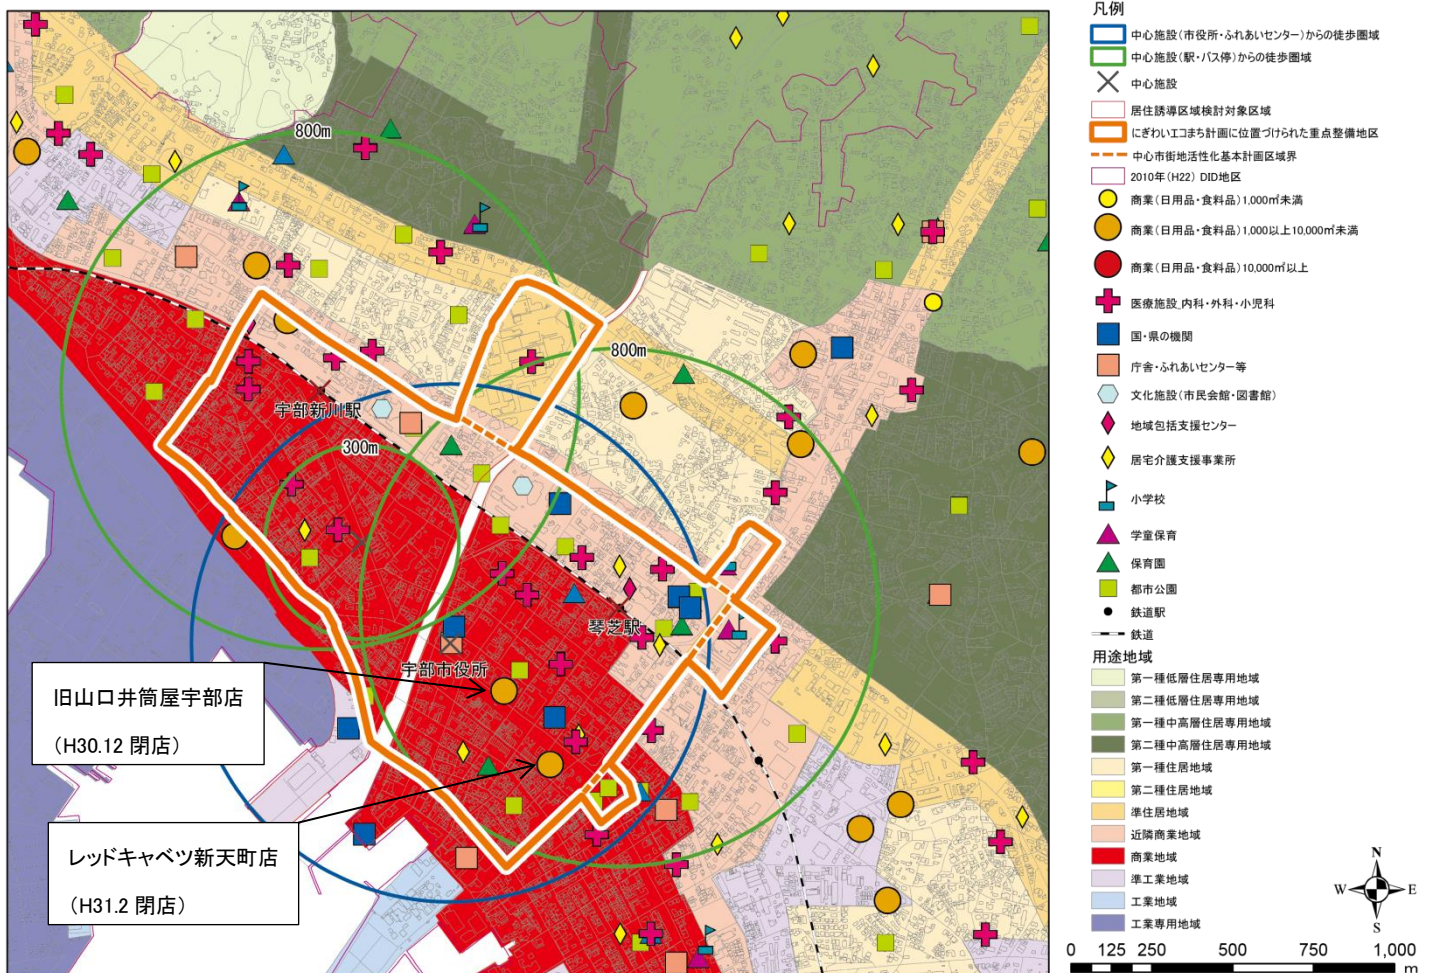 800m
800m
宇部新川駅
300m
琴芝駅
宇部市役所
旧山口井筒屋宇部店
(H30.12 閉店)
レッドキャベツ新天町店
(H31.2 閉店)
凡例
中心施設(市役所・ふれあいセンター)からの徒歩圏域
中心施設(駅・バス停)からの徒歩圏域
中心施設
居住誘導区域検討対象区域
にぎわいエコまち計画に位置づけられた重点整備地区
中心市街地活性化基本計画区域界
2010年(H22) DID地区
商業(日用品・食料品)1,000㎡未満
商業(日用品・食料品)1,000以上10,000㎡未満
商業(日用品・食料品)10,000㎡以上
医療施設_内科・外科・小児科
国・県の機関
庁舎・ふれあいセンター等
文化施設(市民会館・図書館)
地域包括支援センター
居宅介護支援事業所
小学校
学童保育
保育園
都市公園
鉄道駅
鉄道
用途地域
第一種低層住居専用地域
第二種低層住居専用地域
第一種中高層住居専用地域
第二種中高層住居専用地域
第一種住居地域
第二種住居地域
準住居地域
近隣商業地域
商業地域
準工業地域
工業地域
工業専用地域
N
W E
S
0 125 250 500 750 1,000
m